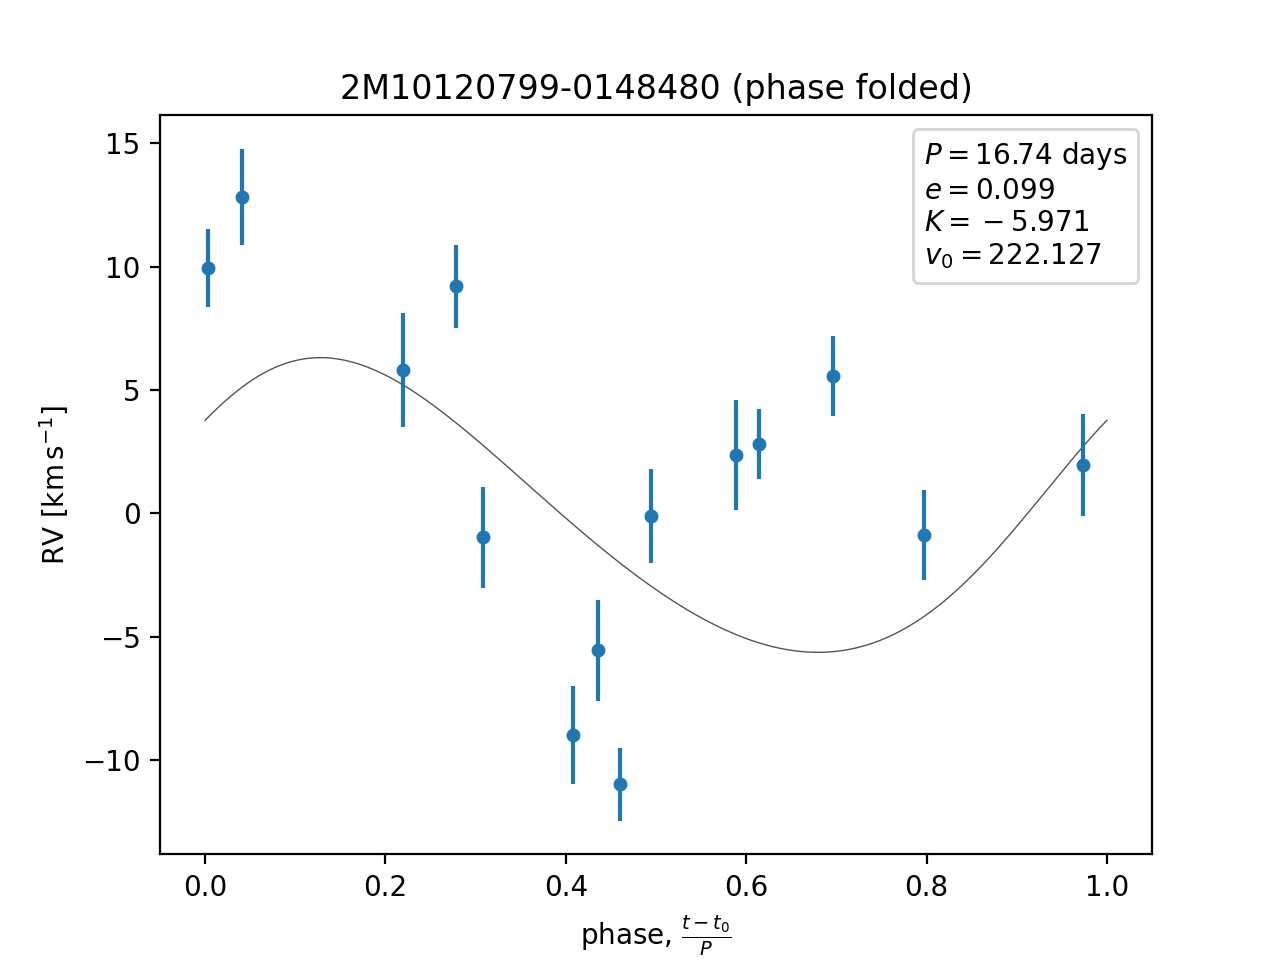 2M10120799-0148480 (phase folded)
P = 16.74 days
e = 0.099
K = −5.971
v₀ = 222.127
RV [km s⁻¹]
15
10
5
0
−5
−10
0.0 0.2 0.4 0.6 0.8 1.0
phase, (t − t₀)/P